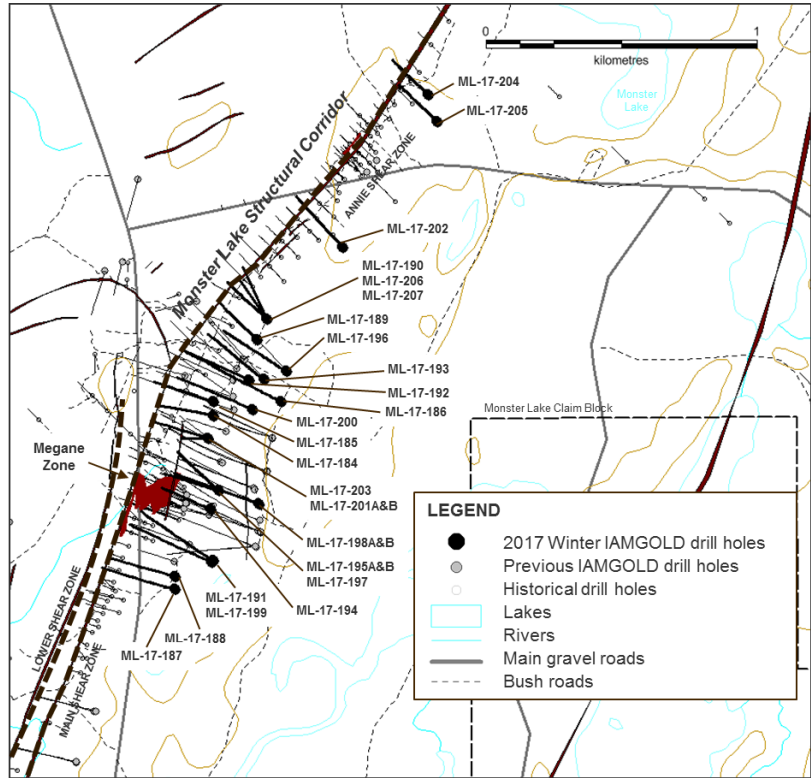 0
1
kilometres
ML-17-204
ML-17-205
Monster
Lake
Monster Lake Structural Corridor
ANNIE SHEAR ZONE
ML-17-202
ML-17-190
ML-17-206
ML-17-207
ML-17-189
ML-17-196
ML-17-193
ML-17-192
ML-17-186
Monster Lake Claim Block
ML-17-200
ML-17-185
ML-17-184
Megane
Zone
ML-17-203
ML-17-201A&B
ML-17-198A&B
ML-17-195A&B
ML-17-197
ML-17-194
ML-17-191
ML-17-199
ML-17-188
ML-17-187
LOWER SHEAR ZONE
MAIN SHEAR ZONE
LEGEND
2017 Winter IAMGOLD drill holes
Previous IAMGOLD drill holes
Historical drill holes
Lakes
Rivers
Main gravel roads
Bush roads